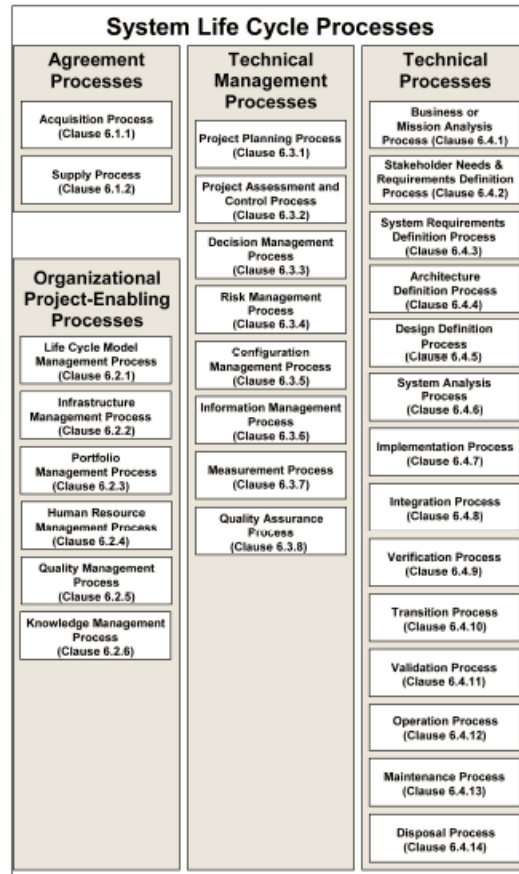 System Life Cycle Processes
Agreement
Processes
Acquisition Process
(Clause 6.1.1)
Supply Process
(Clause 6.1.2)
Organizational
Project-Enabling
Processes
Life Cycle Model
Management Process
(Clause 6.2.1)
Infrastructure
Management Process
(Clause 6.2.2)
Portfolio
Management Process
(Clause 6.2.3)
Human Resource
Management Process
(Clause 6.2.4)
Quality Management
Process
(Clause 6.2.5)
Knowledge Management
Process
(Clause 6.2.6)
Technical
Management
Processes
Project Planning Process
(Clause 6.3.1)
Project Assessment and
Control Process
(Clause 6.3.2)
Decision Management
Process
(Clause 6.3.3)
Risk Management
Process
(Clause 6.3.4)
Configuration
Management Process
(Clause 6.3.5)
Information Management
Process
(Clause 6.3.6)
Measurement Process
(Clause 6.3.7)
Quality Assurance
Process
(Clause 6.3.8)
Technical
Processes
Business or
Mission Analysis
Process (Clause 6.4.1)
Stakeholder Needs &
Requirements Definition
Process (Clause 6.4.2)
System Requirements
Definition Process
(Clause 6.4.3)
Architecture
Definition Process
(Clause 6.4.4)
Design Definition
Process
(Clause 6.4.5)
System Analysis
Process
(Clause 6.4.6)
Implementation Process
(Clause 6.4.7)
Integration Process
(Clause 6.4.8)
Verification Process
(Clause 6.4.9)
Transition Process
(Clause 6.4.10)
Validation Process
(Clause 6.4.11)
Operation Process
(Clause 6.4.12)
Maintenance Process
(Clause 6.4.13)
Disposal Process
(Clause 6.4.14)